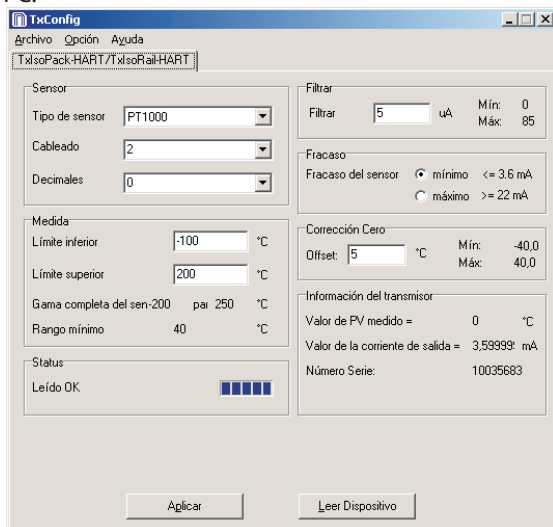 PC.
TxConfig
Archivo Opción Ayuda
TxIsoPack-HART/TxIsoRail-HART
Sensor
Tipo de sensor PT1000
Cableado 2
Decimales 0
Medida
Límite inferior -100 °C
Límite superior 200 °C
Gama completa del sen-200 par 250 °C
Rango mínimo 40 °C
Status
Leído OK
Filtrar
Filtrar 5 uA Mín: 0
Máx: 85
Fracaso
Fracaso del sensor mínimo <= 3.6 mA
máximo >= 22 mA
Corrección Cero
Offset: 5 °C Mín: -40,0
Máx: 40,0
Información del transmisor
Valor de PV medido = 0 °C
Valor de la corriente de salida = 3,59999 mA
Número Serie: 10035683
Aplicar Leer Dispositivo